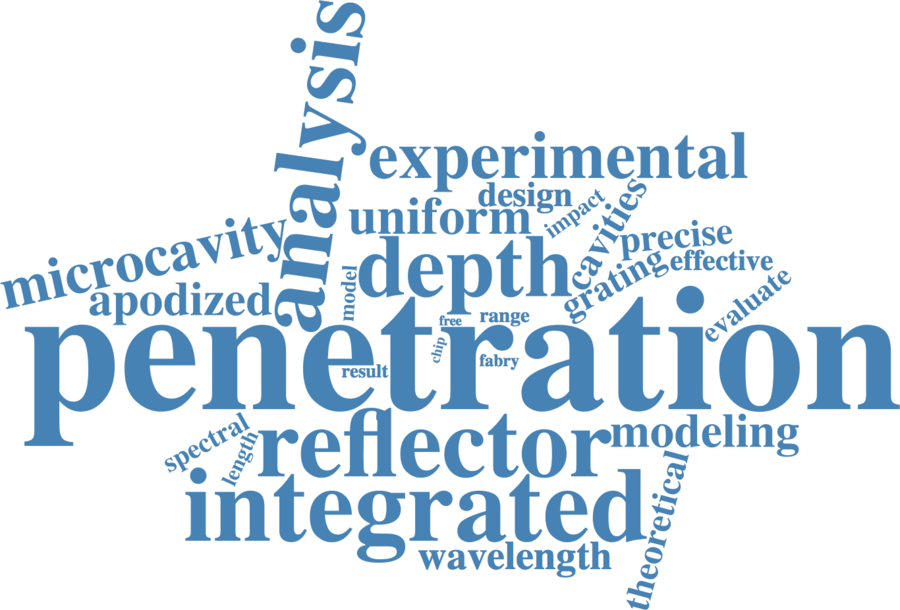 analysis
experimental
design
impact
cavities
uniform
precise
microcavity
depth
grating
effective
apodized
model
evaluate
penetration
free
range
chip
fabry
result
spectral
length
reflector
modeling
integrated
theoretical
wavelength